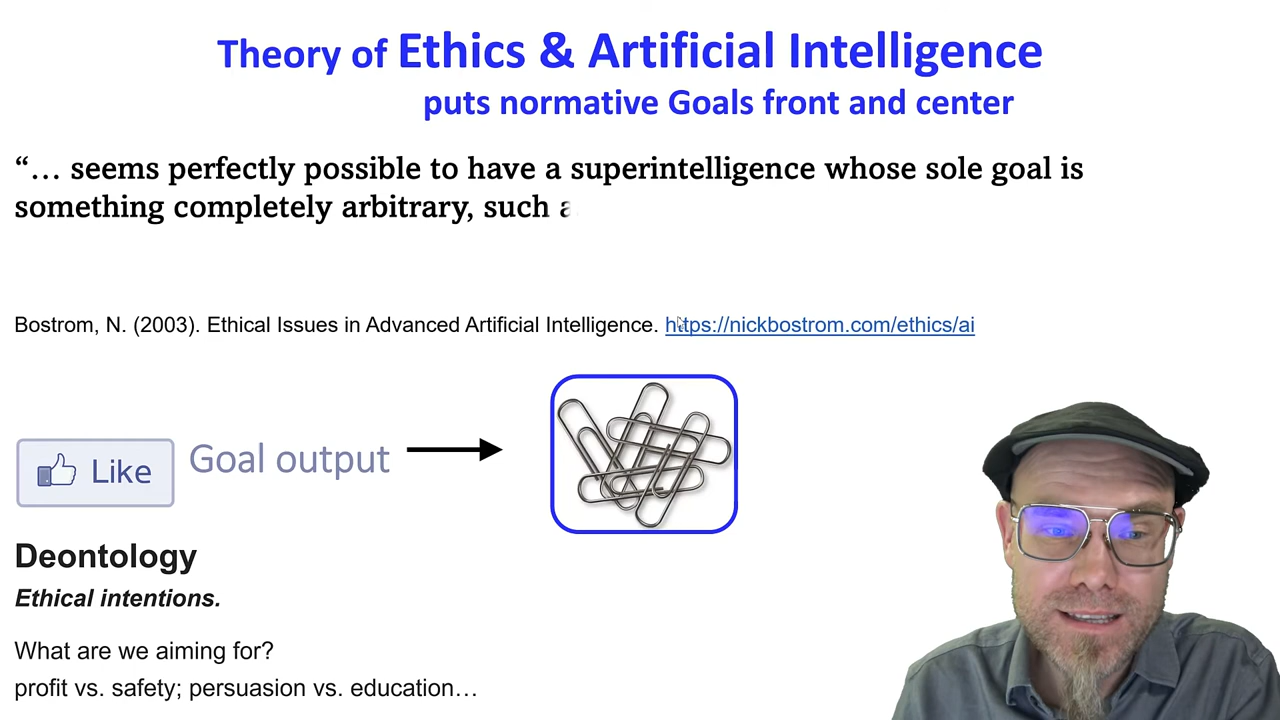 Theory of Ethics & Artificial Intelligence
puts normative Goals front and center
“… seems perfectly possible to have a superintelligence whose sole goal is
something completely arbitrary, such a
Bostrom, N. (2003). Ethical Issues in Advanced Artificial Intelligence. https://nickbostrom.com/ethics/ai
Like
Goal output
Deontology
Ethical intentions.
What are we aiming for?
profit vs. safety; persuasion vs. education…